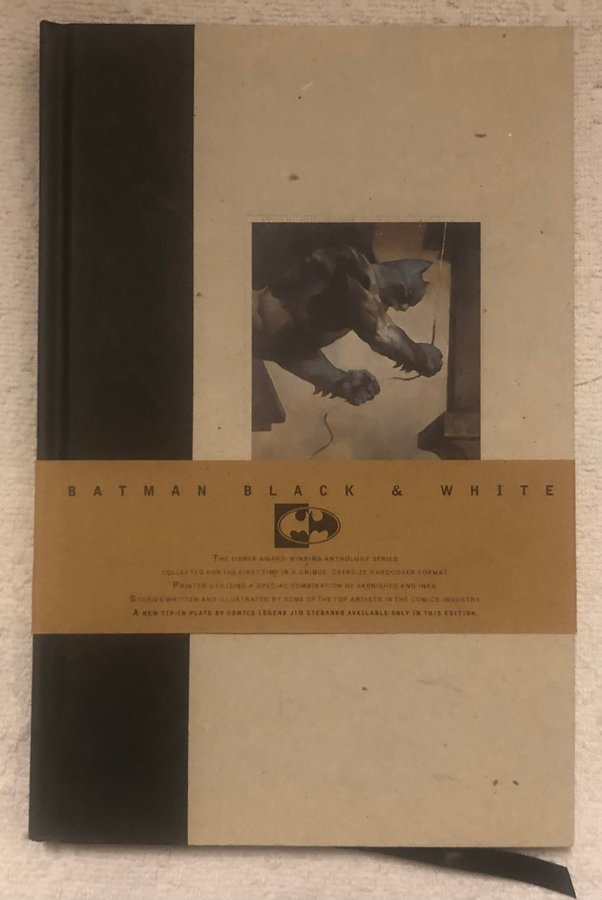 BATMAN BLACK & WHITE
THE EISNER AWARD-WINNING ANTHOLOGY SERIES
COLLECTED FOR THE FIRST TIME IN A UNIQUE, OVERSIZE HARDCOVER FORMAT.
PRINTED UTILIZING A SPECIAL COMBINATION OF VARNISHES AND INKS.
STORIES WRITTEN AND ILLUSTRATED BY SOME OF THE TOP ARTISTS IN THE COMICS INDUSTRY.
A NEW TIP-IN PLATE BY COMICS LEGEND JIM STERANKO AVAILABLE ONLY IN THIS EDITION.